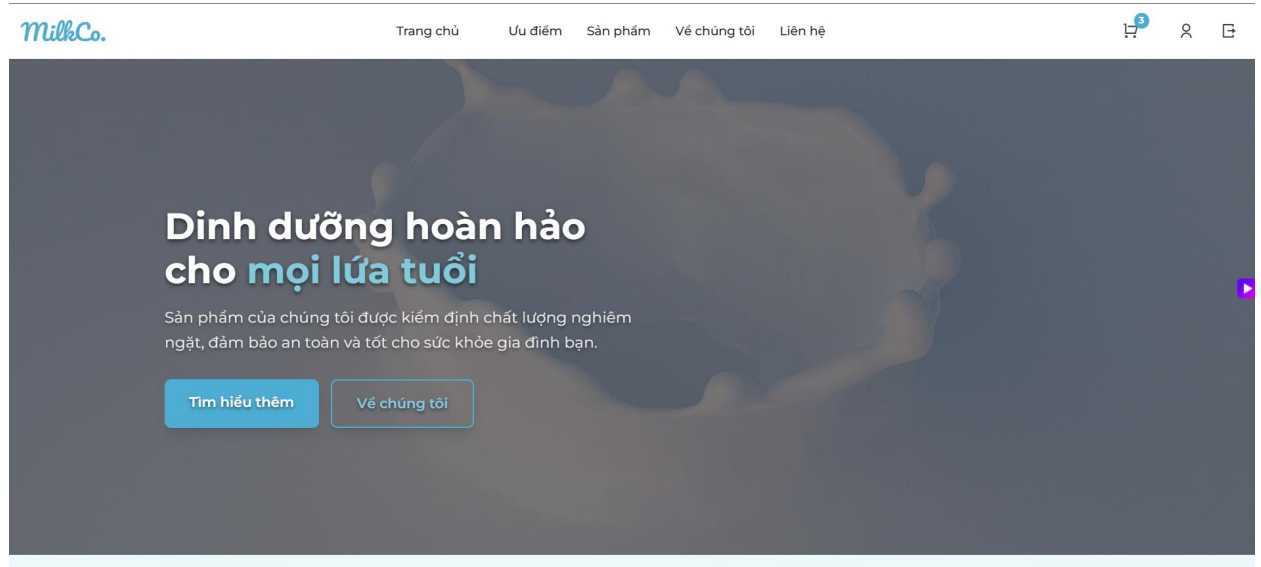 MilkCo.
Trang chủ
Ưu điểm
Sản phẩm
Về chúng tôi
Liên hệ
3
Dinh dưỡng hoàn hảo
cho mọi lứa tuổi
Sản phẩm của chúng tôi được kiểm định chất lượng nghiêm
ngặt, đảm bảo an toàn và tốt cho sức khỏe gia đình bạn.
Tìm hiểu thêm
Về chúng tôi